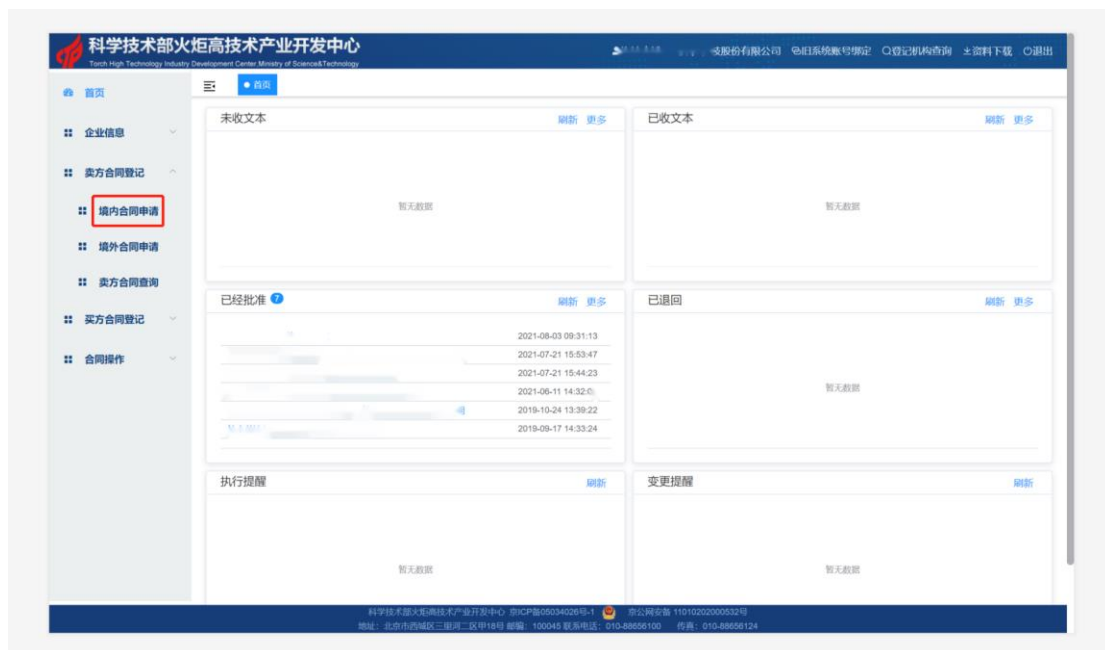 科学技术部火炬高技术产业开发中心
Torch High Technology Industry Development Center,Ministry of Science&Technology
股份有限公司 旧系统账号绑定 登记机构查询 资料下载 退出
首页
首页
企业信息
卖方合同登记
境内合同申请
境外合同申请
卖方合同查询
买方合同登记
合同操作
未收文本 刷新 更多
暂无数据
已收文本 刷新 更多
暂无数据
已经批准 7 刷新 更多
2021-08-03 09:31:13
2021-07-21 15:53:47
2021-07-21 15:44:23
2021-06-11 14:32:0
2019-10-24 13:39:22
2019-09-17 14:33:24
已退回 刷新 更多
暂无数据
执行提醒 刷新
暂无数据
变更提醒 刷新
暂无数据
科学技术部火炬高技术产业开发中心 京ICP备05034026号-1 京公网安备 11010202000532号
地址：北京市西城区三里河二区甲18号 邮编：100045 联系电话：010-88656100 传真：010-88656124